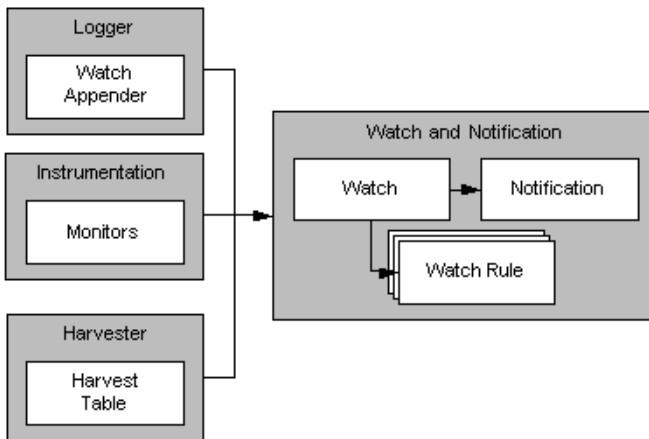 Logger
Watch
Appender
Instrumentation
Monitors
Harvester
Harvest
Table
Watch and Notification
Watch
Notification
Watch Rule